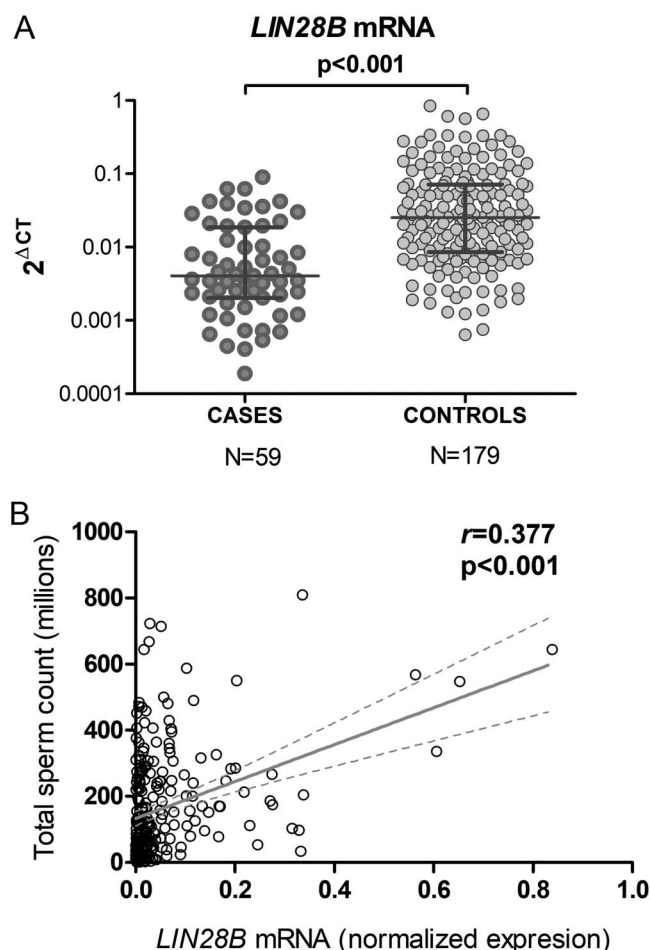 A
LIN28B mRNA
p<0.001
1
0.1
0.01
0.001
0.0001
2^ΔCT
CASES
CONTROLS
N=59
N=179
B
r=0.377
p<0.001
1000
800
600
400
200
0
Total sperm count (millions)
0.0 0.2 0.4 0.6 0.8 1.0
LIN28B mRNA (normalized expresion)